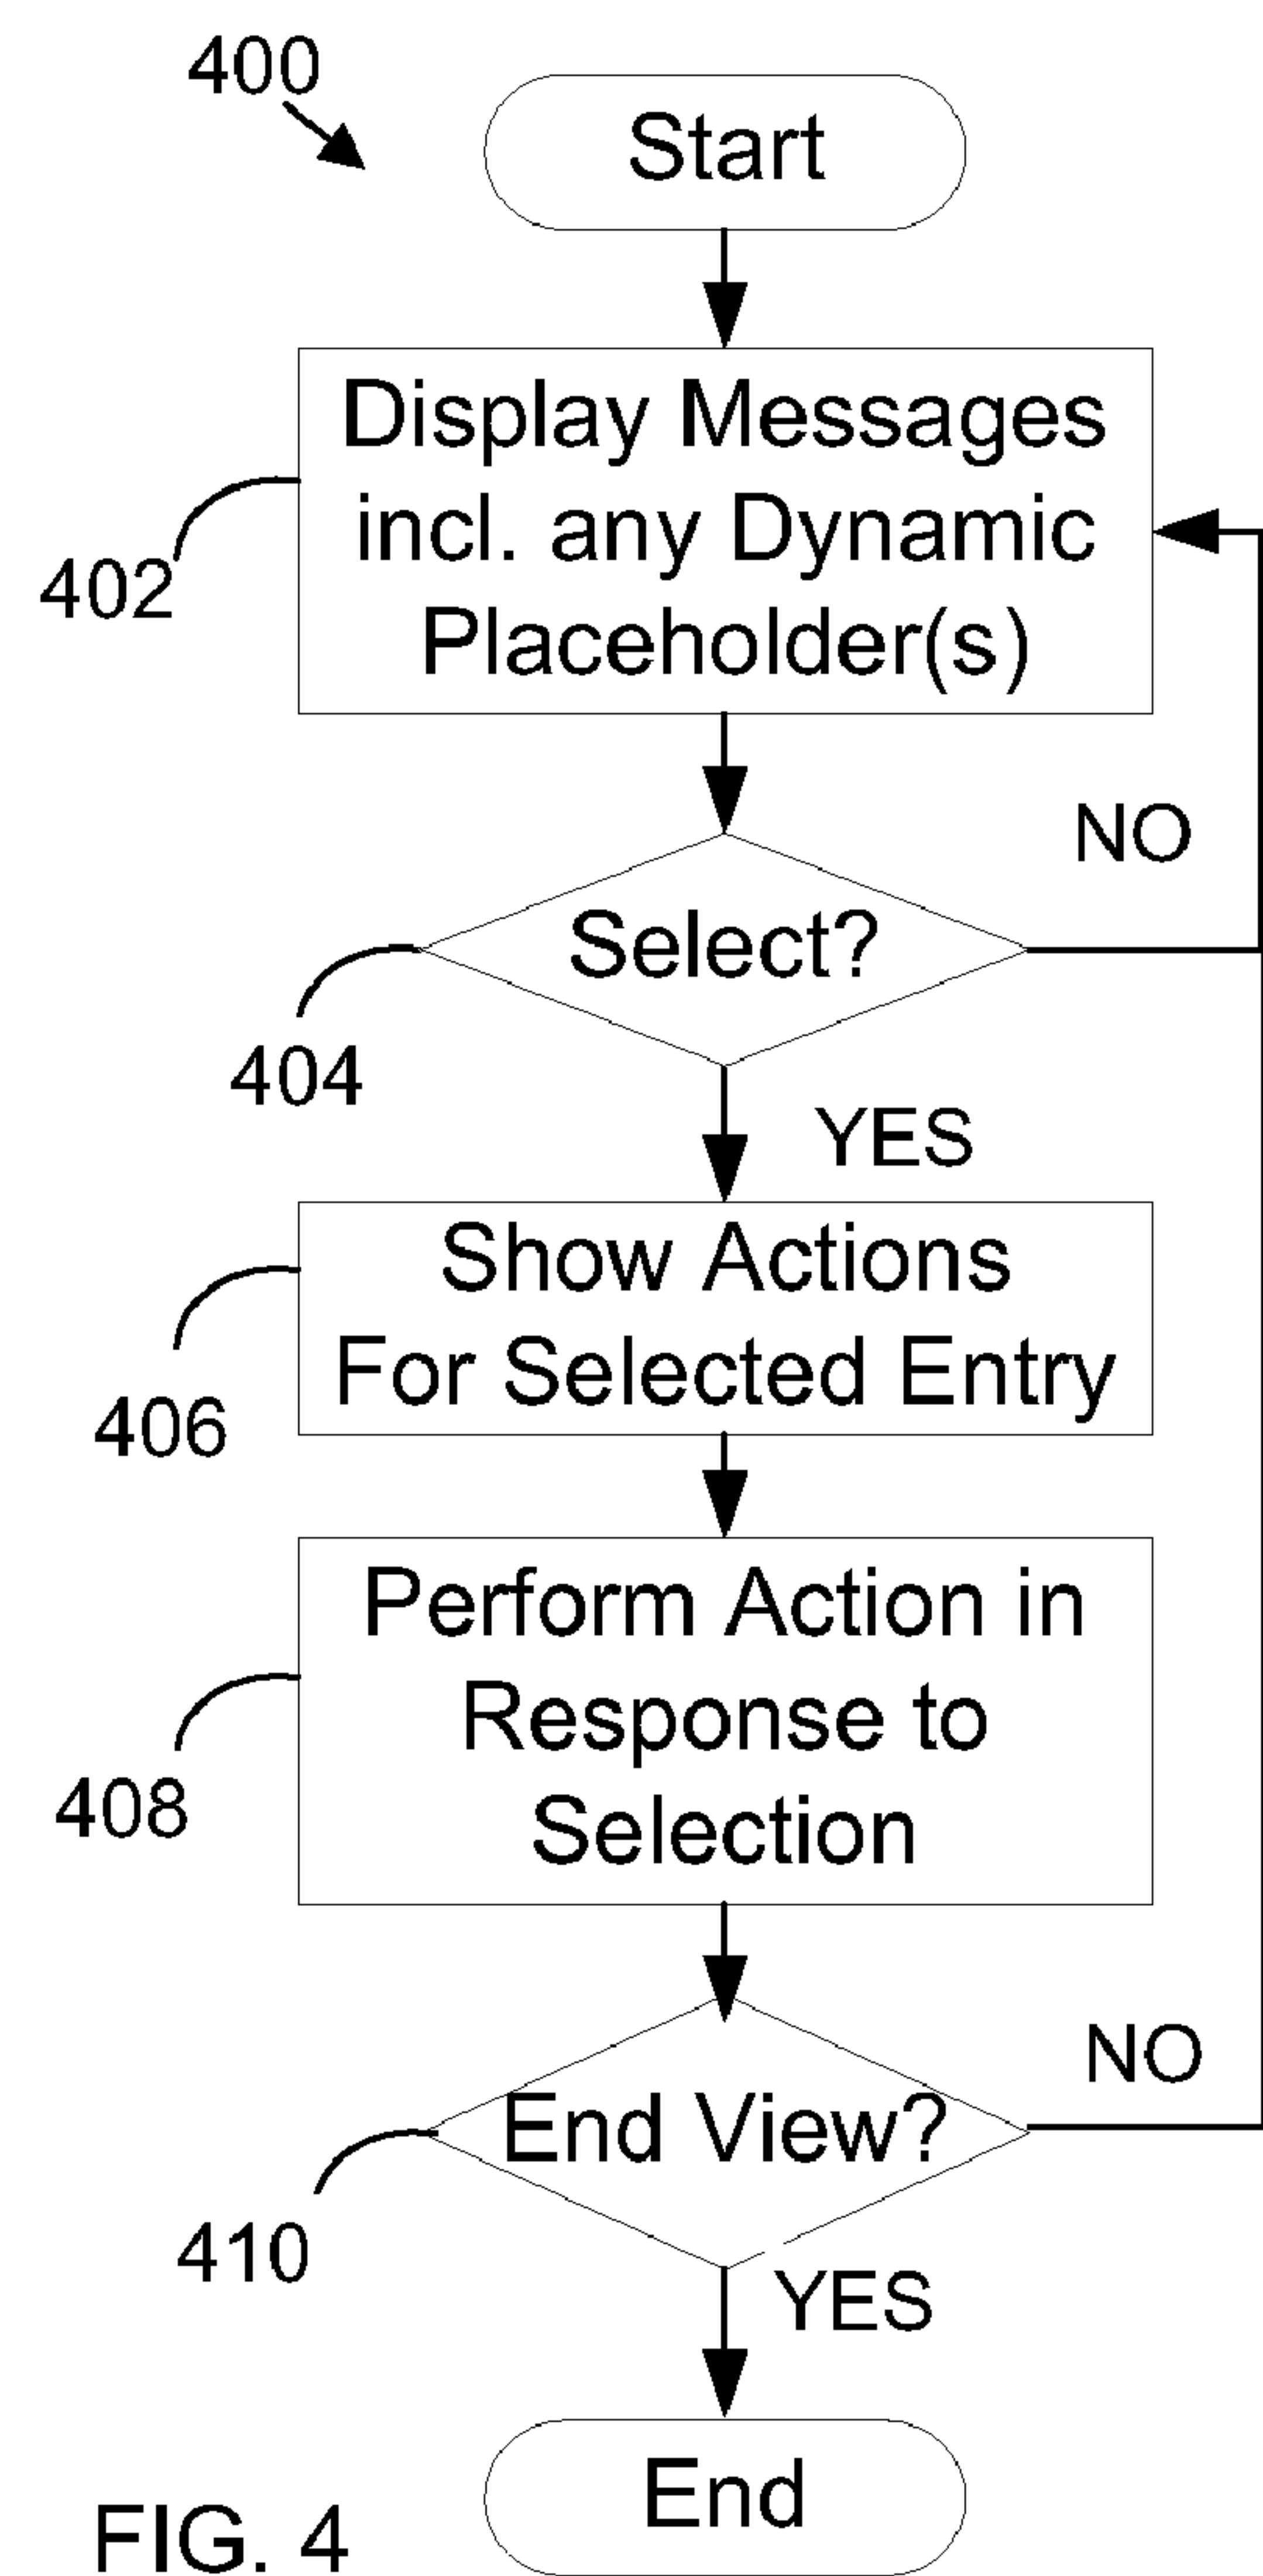 400
Start
Display Messages
incl. any Dynamic
Placeholder(s)
402
NO
Select?
404
YES
Show Actions
For Selected Entry
406
Perform Action in
Response to
Selection
408
NO
End View?
410
YES
End
FIG. 4